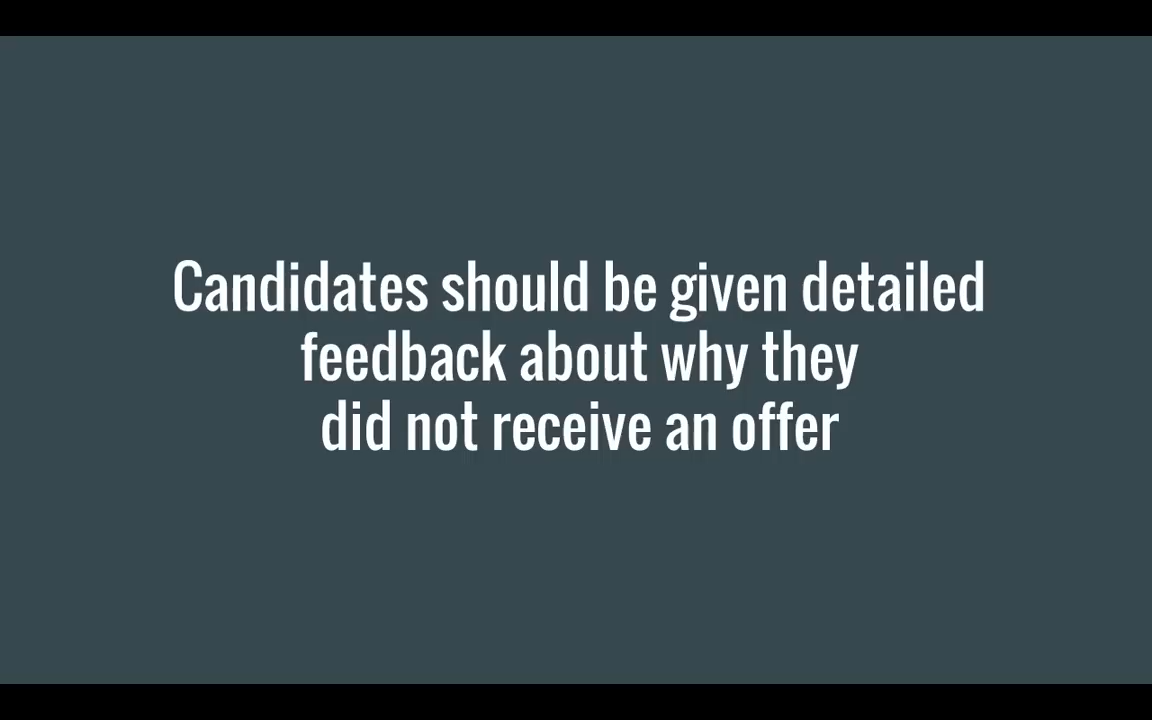 Candidates should be given detailed
feedback about why they
did not receive an offer